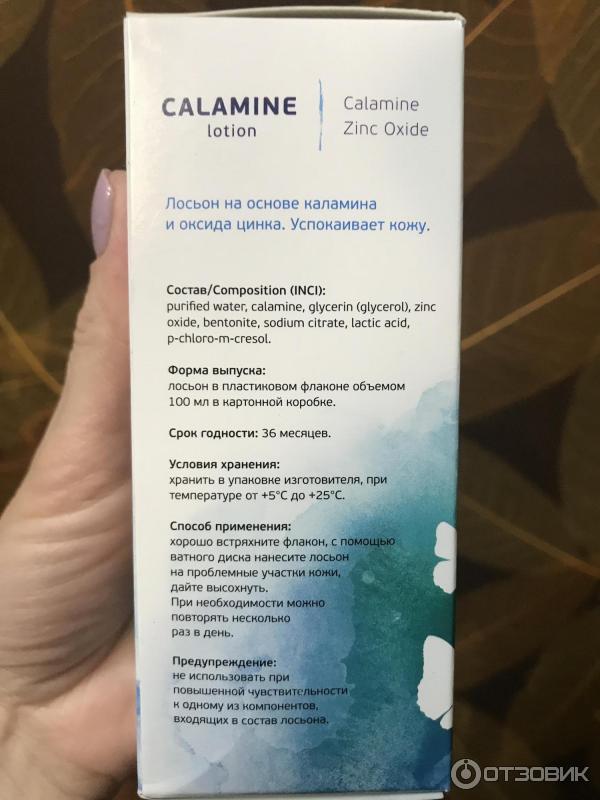 CALAMINE
lotion
Calamine
Zinc Oxide
Лосьон на основе каламина
и оксида цинка. Успокаивает кожу.
Состав/Composition (INCI):
purified water, calamine, glycerin (glycerol), zinc
oxide, bentonite, sodium citrate, lactic acid,
p-chloro-m-cresol.
Форма выпуска:
лосьон в пластиковом флаконе объемом
100 мл в картонной коробке.
Срок годности: 36 месяцев.
Условия хранения:
хранить в упаковке изготовителя, при
температуре от +5°С до +25°С.
Способ применения:
хорошо встряхните флакон, с помощью
ватного диска нанесите лосьон
на проблемные участки кожи,
дайте высохнуть.
При необходимости можно
повторять несколько
раз в день.
Предупреждение:
не использовать при
повышенной чувствительности
к одному из компонентов,
входящих в состав лосьона.
ОТЗОВИК